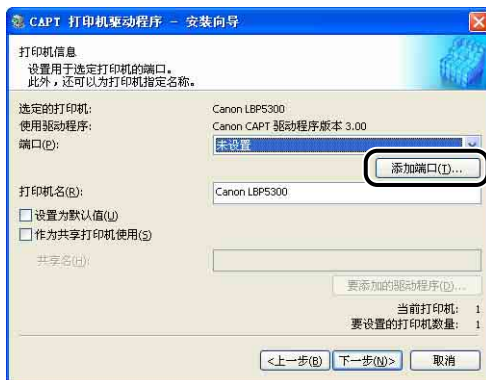 CAPT 打印机驱动程序 - 安装向导
打印机信息
设置用于选定打印机的端口。
此外，还可以为打印机指定名称。
选定的打印机: Canon LBP5300
使用驱动程序: Canon CAPT 驱动程序版本 3.00
端口(P): 未设置
添加端口(T)...
打印机名(R): Canon LBP5300
设置为默认值(U)
作为共享打印机使用(S)
共享名(H):
要添加的驱动程序(D)...
当前打印机: 1
要设置的打印机数量: 1
<上一步(B) 下一步(N)> 取消